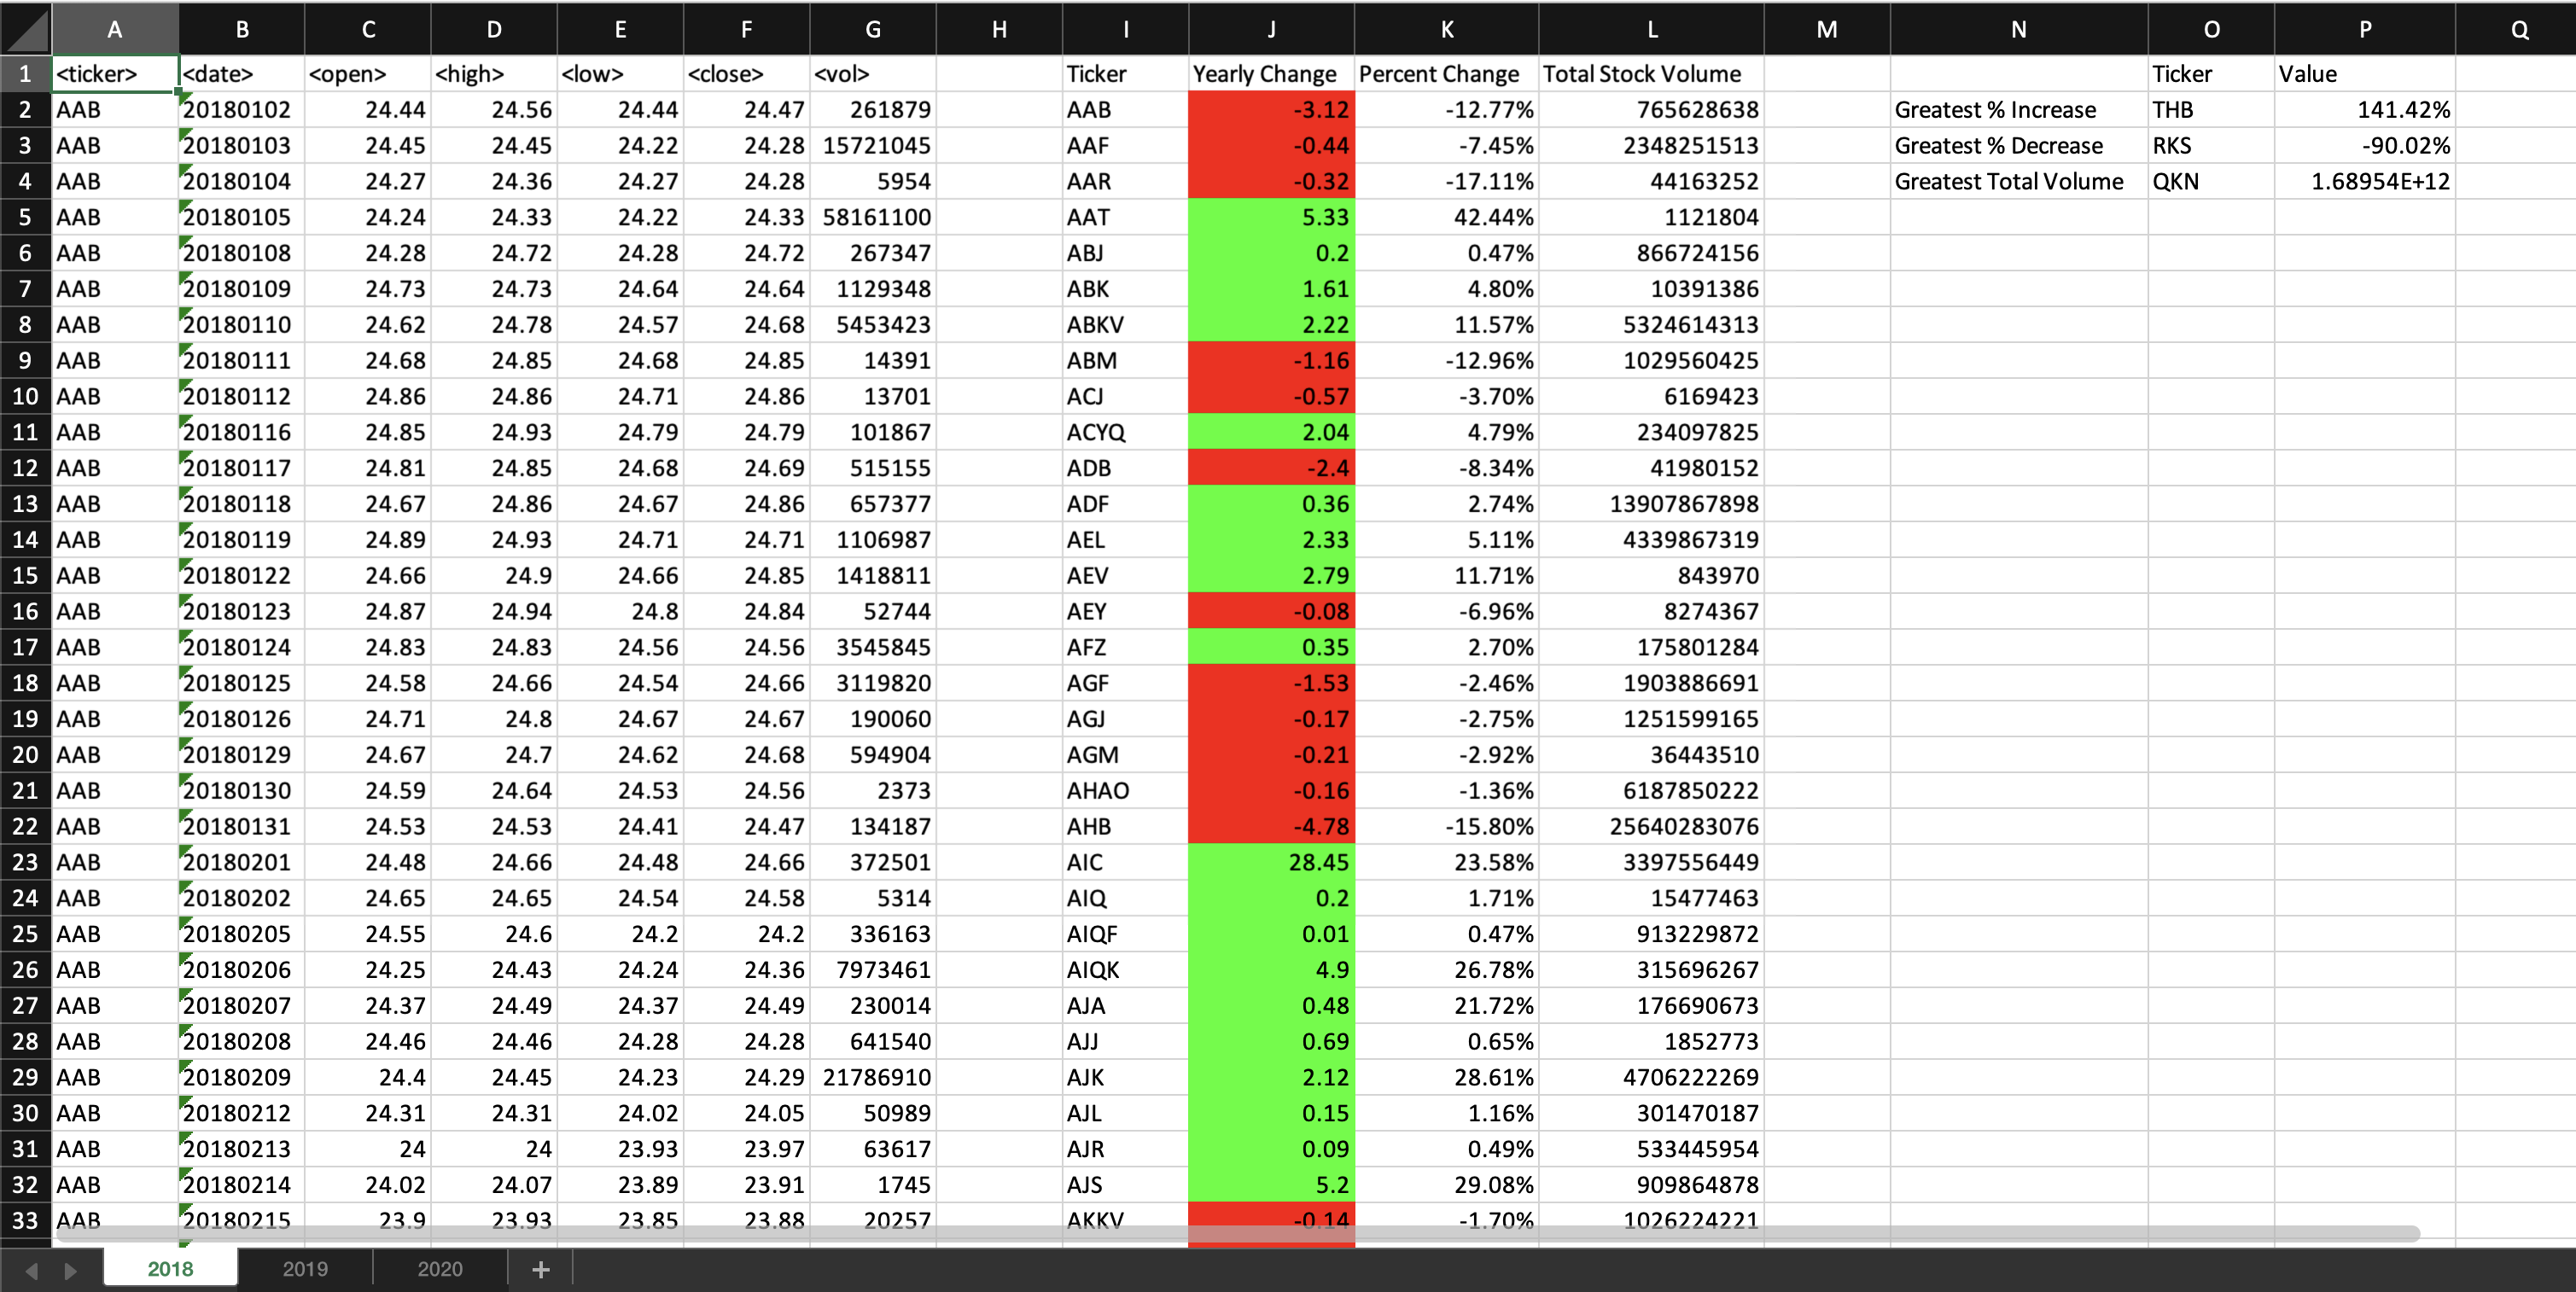 A B C D E F G H I J K L M N O P Q
1 <ticker> <date> <open> <high> <low> <close> <vol> Ticker Yearly Change Percent Change Total Stock Volume Ticker Value
2 AAB 20180102 24.44 24.56 24.44 24.47 261879 AAB -3.12 -12.77% 765628638 Greatest % Increase THB 141.42%
3 AAB 20180103 24.45 24.45 24.22 24.28 15721045 AAF -0.44 -7.45% 2348251513 Greatest % Decrease RKS -90.02%
4 AAB 20180104 24.27 24.36 24.27 24.28 5954 AAR -0.32 -17.11% 44163252 Greatest Total Volume QKN 1.68954E+12
5 AAB 20180105 24.24 24.33 24.22 24.33 58161100 AAT 5.33 42.44% 1121804
6 AAB 20180108 24.28 24.72 24.28 24.72 267347 ABJ 0.2 0.47% 866724156
7 AAB 20180109 24.73 24.73 24.64 24.64 1129348 ABK 1.61 4.80% 10391386
8 AAB 20180110 24.62 24.78 24.57 24.68 5453423 ABKV 2.22 11.57% 5324614313
9 AAB 20180111 24.68 24.85 24.68 24.85 14391 ABM -1.16 -12.96% 1029560425
10 AAB 20180112 24.86 24.86 24.71 24.86 13701 ACJ -0.57 -3.70% 6169423
11 AAB 20180116 24.85 24.93 24.79 24.79 101867 ACYQ 2.04 4.79% 234097825
12 AAB 20180117 24.81 24.85 24.68 24.69 515155 ADB -2.4 -8.34% 41980152
13 AAB 20180118 24.67 24.86 24.67 24.86 657377 ADF 0.36 2.74% 13907867898
14 AAB 20180119 24.89 24.93 24.71 24.71 1106987 AEL 2.33 5.11% 4339867319
15 AAB 20180122 24.66 24.9 24.66 24.85 1418811 AEV 2.79 11.71% 843970
16 AAB 20180123 24.87 24.94 24.8 24.84 52744 AEY -0.08 -6.96% 8274367
17 AAB 20180124 24.83 24.83 24.56 24.56 3545845 AFZ 0.35 2.70% 175801284
18 AAB 20180125 24.58 24.66 24.54 24.66 3119820 AGF -1.53 -2.46% 1903886691
19 AAB 20180126 24.71 24.8 24.67 24.67 190060 AGJ -0.17 -2.75% 1251599165
20 AAB 20180129 24.67 24.7 24.62 24.68 594904 AGM -0.21 -2.92% 36443510
21 AAB 20180130 24.59 24.64 24.53 24.56 2373 AHAO -0.16 -1.36% 6187850222
22 AAB 20180131 24.53 24.53 24.41 24.47 134187 AHB -4.78 -15.80% 25640283076
23 AAB 20180201 24.48 24.66 24.48 24.66 372501 AIC 28.45 23.58% 3397556449
24 AAB 20180202 24.65 24.65 24.54 24.58 5314 AIQ 0.2 1.71% 15477463
25 AAB 20180205 24.55 24.6 24.2 24.2 336163 AIQF 0.01 0.47% 913229872
26 AAB 20180206 24.25 24.43 24.24 24.36 7973461 AIQK 4.9 26.78% 315696267
27 AAB 20180207 24.37 24.49 24.37 24.49 230014 AJA 0.48 21.72% 176690673
28 AAB 20180208 24.46 24.46 24.28 24.28 641540 AJJ 0.69 0.65% 1852773
29 AAB 20180209 24.4 24.45 24.23 24.29 21786910 AJK 2.12 28.61% 4706222269
30 AAB 20180212 24.31 24.31 24.02 24.05 50989 AJL 0.15 1.16% 301470187
31 AAB 20180213 24 24 23.93 23.97 63617 AJR 0.09 0.49% 533445954
32 AAB 20180214 24.02 24.07 23.89 23.91 1745 AJS 5.2 29.08% 909864878
33 AAB 20180215 23.9 23.93 23.85 23.88 20257 AKKV -0.14 -1.70% 1026224221
2018 2019 2020 +